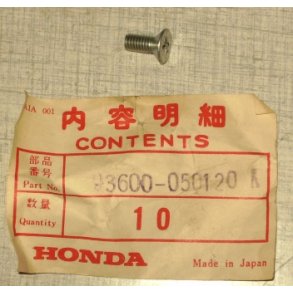 AIA 001
内容明細
CONTENTS
部品
番号
Part No. 93600-050120 K
数量
Quantity 10
HONDA Made in Japan